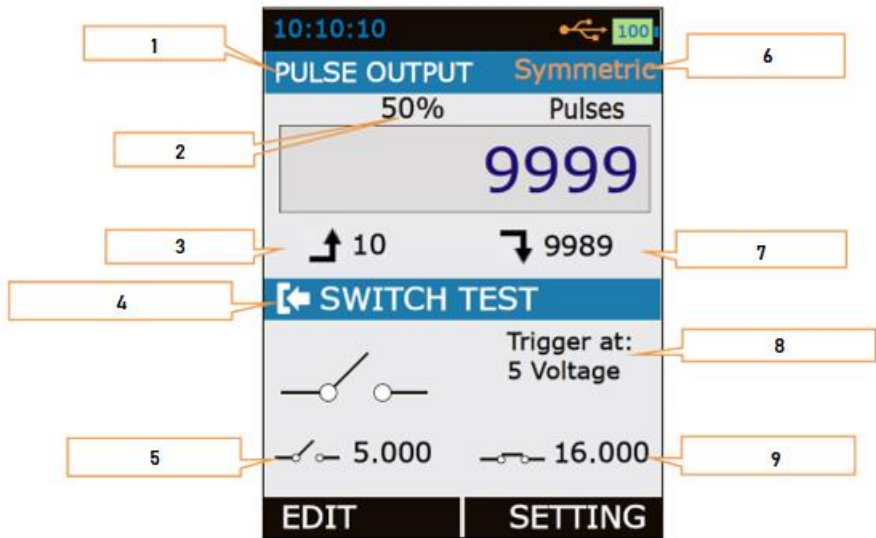 10:10:10 100
1
6
PULSE OUTPUT Symmetric
50% Pulses
2
9999
3
10 9989
7
4
SWITCH TEST
Trigger at:
5 Voltage
8
5
5.000 16.000
9
EDIT SETTING